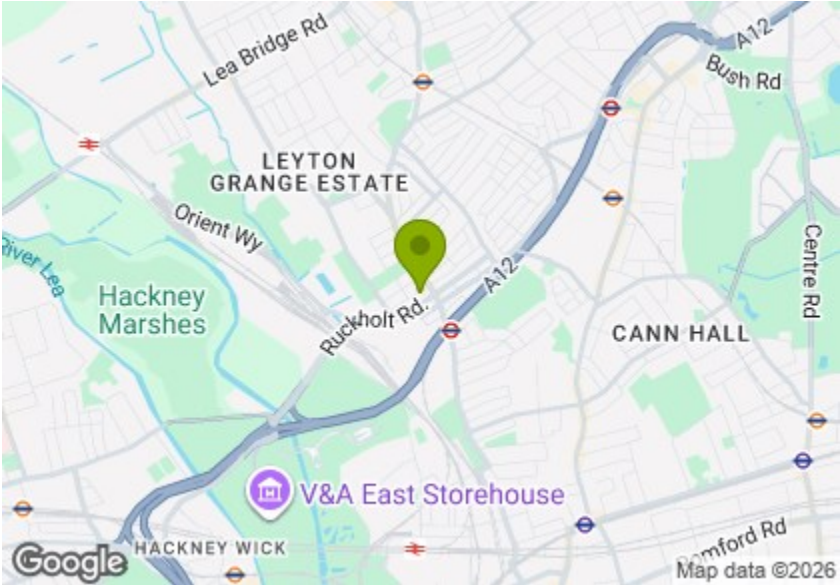 A12
Lea Bridge Rd
Bush Rd
LEYTON
GRANGE ESTATE
Orient Wy
River Lea
Centre Rd
A12
Hackney
Marshes
Ruckholt Rd.
CANN HALL
V&A East Storehouse
HACKNEY WICK
Romford Rd
Google
Map data ©2026